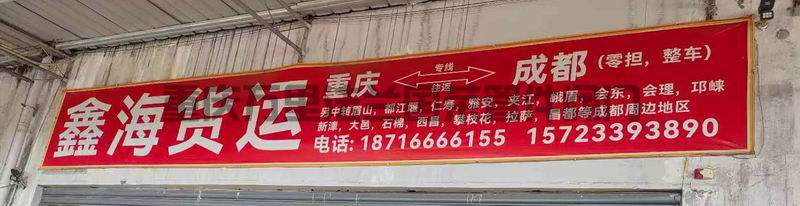 鑫海货运
重庆 专线 往返 成都（零担，整车）
另中转眉山，都江堰，仁寿，雅安，夹江，峨眉，会东，会理，邛崃
新津，大邑，石棉，西昌，攀枝花，拉萨，昌都等成都周边地区
电话: 18716666155 15723393890